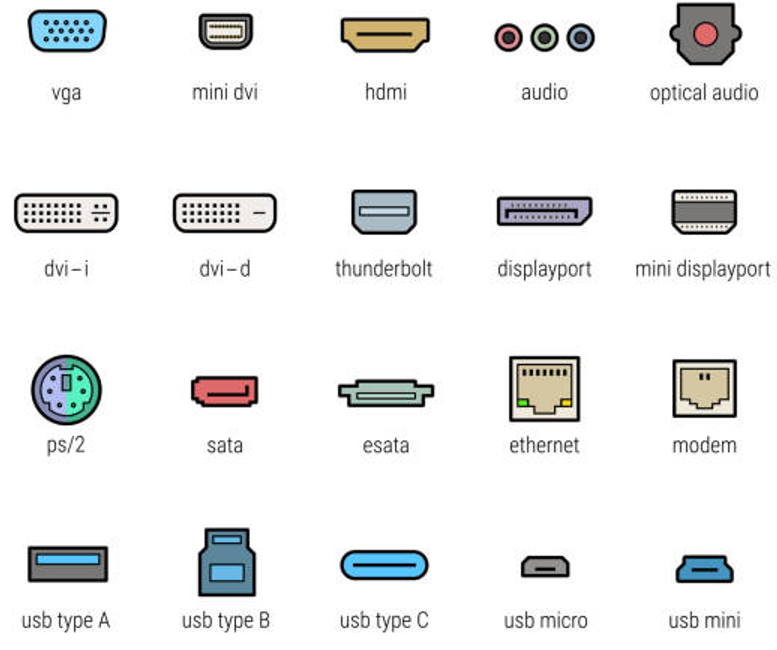 vga
mini dvi
hdmi
audio
optical audio
dvi–i
dvi–d
thunderbolt
displayport
mini displayport
ps/2
sata
esata
ethernet
modem
usb type A
usb type B
usb type C
usb micro
usb mini